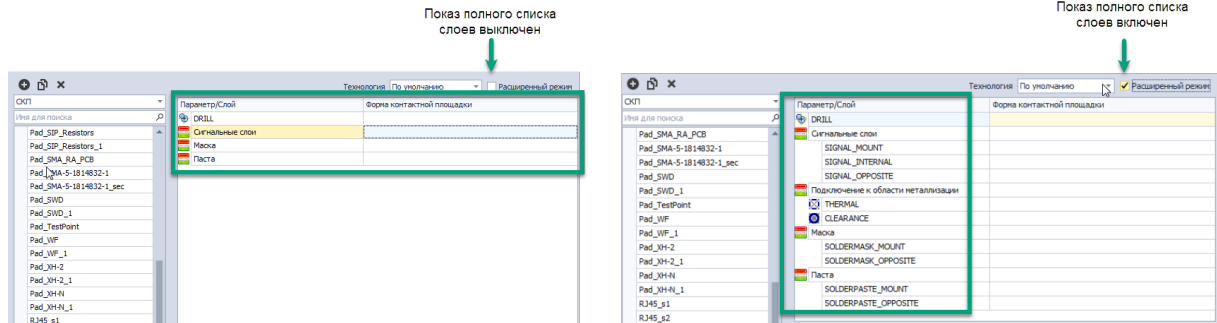 Показ полного списка
слоев выключен
Технология По умолчанию Расширенный режим
СКП
Имя для поиска
Pad_SIP_Resistors
Pad_SIP_Resistors_1
Pad_SMA_RA_PCB
Pad_SMA-5-1814832-1
Pad_SMA-5-1814832-1_sec
Pad_SWD
Pad_SWD_1
Pad_TestPoint
Pad_WF
Pad_WF_1
Pad_XH-2
Pad_XH-2_1
Pad_XH-N
Pad_XH-N_1
RJ45_s1
Параметр/Слой Форма контактной площадки
DRILL
Сигнальные слои
Маска
Паста
Показ полного списка
слоев включен
Технология По умолчанию Расширенный режим
СКП
Имя для поиска
Pad_SMA_RA_PCB
Pad_SMA-5-1814832-1
Pad_SMA-5-1814832-1_sec
Pad_SWD
Pad_SWD_1
Pad_TestPoint
Pad_WF
Pad_WF_1
Pad_XH-2
Pad_XH-2_1
Pad_XH-N
Pad_XH-N_1
RJ45_s1
RJ45_s2
Параметр/Слой Форма контактной площадки
DRILL
Сигнальные слои
SIGNAL_MOUNT
SIGNAL_INTERNAL
SIGNAL_OPPOSITE
Подключение к области металлизации
THERMAL
CLEARANCE
Маска
SOLDERMASK_MOUNT
SOLDERMASK_OPPOSITE
Паста
SOLDERPASTE_MOUNT
SOLDERPASTE_OPPOSITE